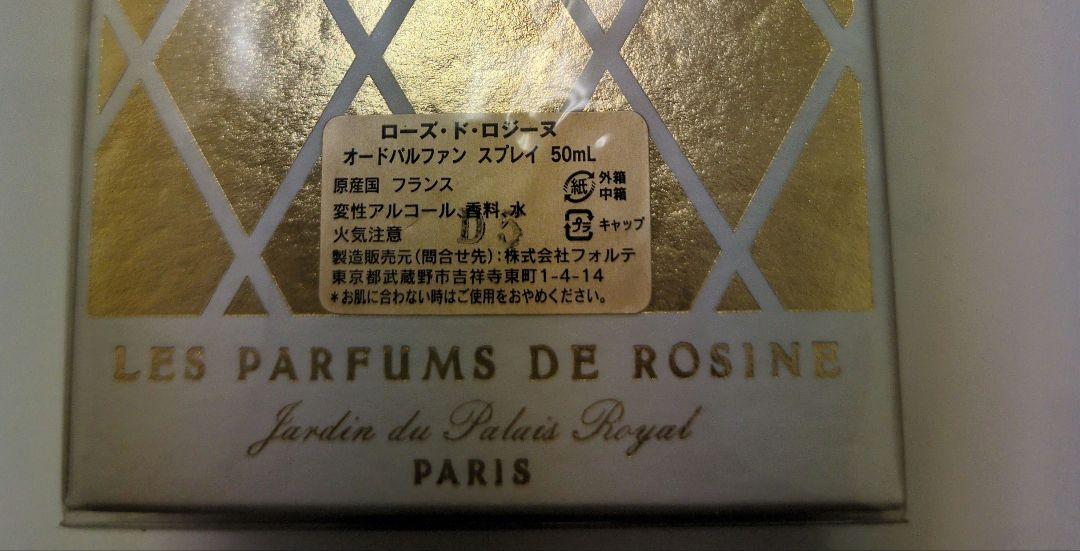 ローズ・ド・ロジーヌ
オードパルファン スプレイ 50mL
原産国 フランス
紙 外箱
中箱
変性アルコール、香料、水
プラ キャップ
火気注意
製造販売元(問合せ先):株式会社フォルテ
東京都武蔵野市吉祥寺東町1-4-14
*お肌に合わない時はご使用をおやめください。
LES PARFUMS DE ROSINE
Jardin du Palais Royal
PARIS